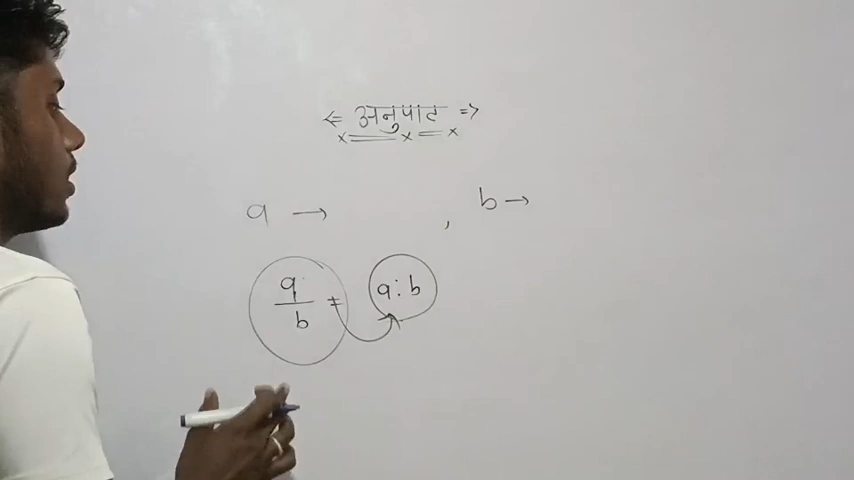 <= अनुपात =>
x == x = x
a → , b →
a/b = a:b